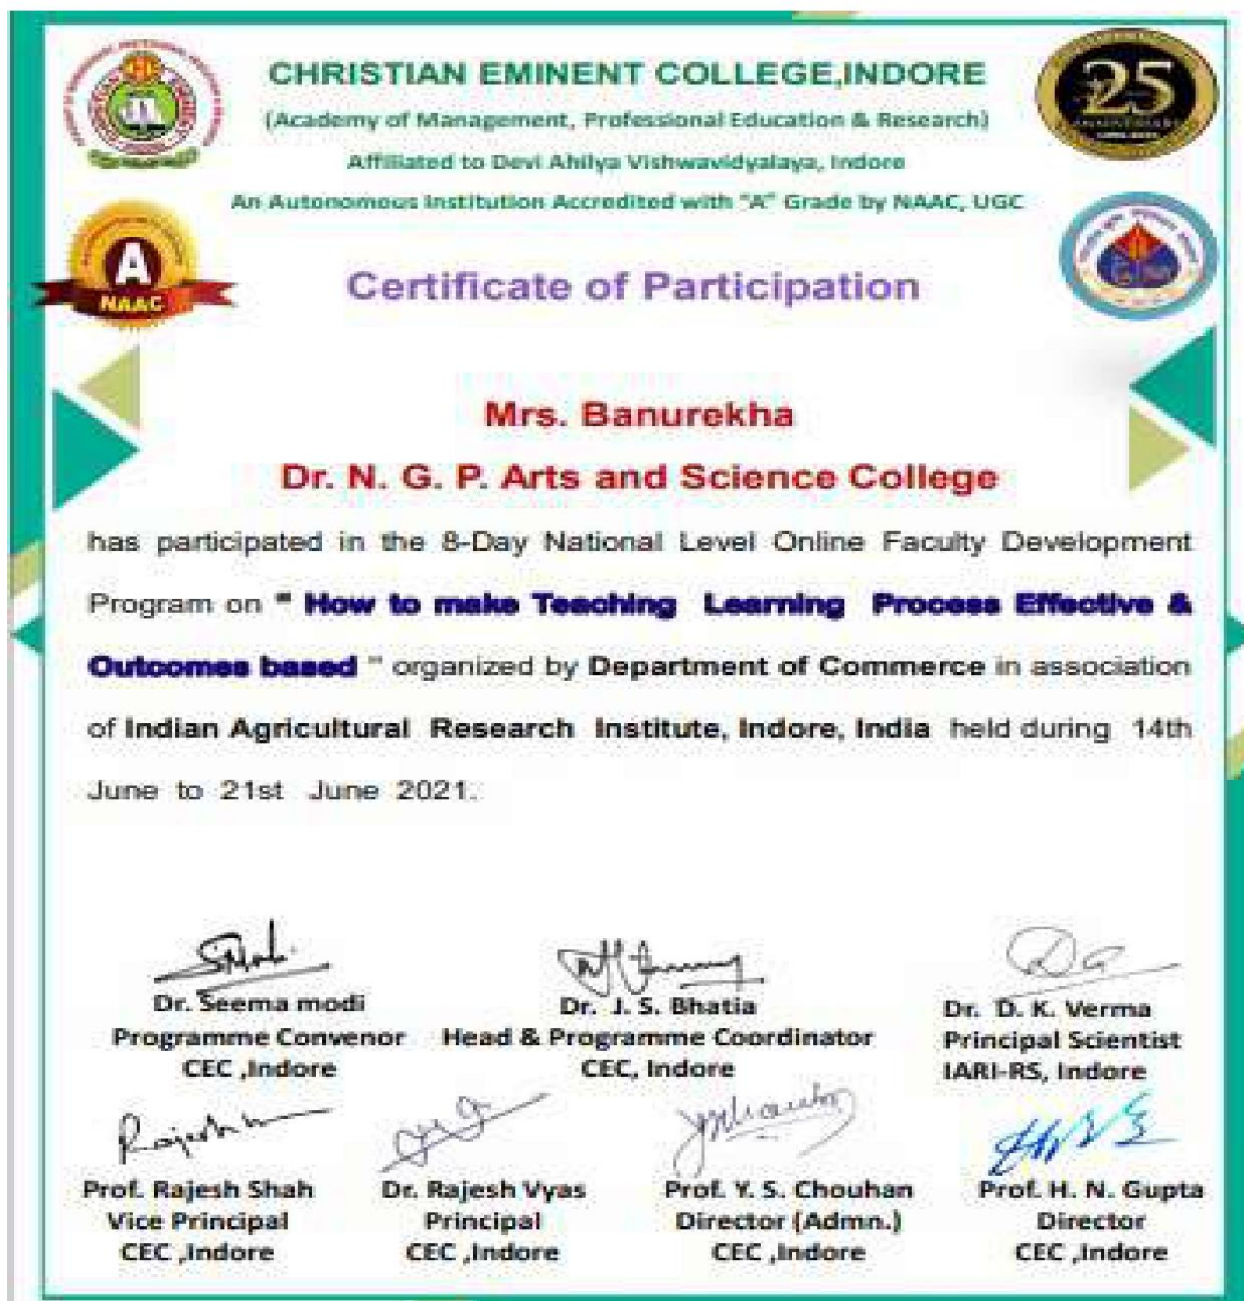 CHRISTIAN EMINENT COLLEGE,INDORE
(Academy of Management, Professional Education & Research)
Affiliated to Devi Ahilya Vishwavidyalaya, Indore
An Autonomous Institution Accredited with "A" Grade by NAAC, UGC
25
A
NAAC
Certificate of Participation
Mrs. Banurekha
Dr. N. G. P. Arts and Science College
has participated in the 8-Day National Level Online Faculty Development
Program on " How to make Teaching Learning Process Effective &
Outcomes based " organized by Department of Commerce in association
of Indian Agricultural Research Institute, Indore, India held during 14th
June to 21st June 2021.
Dr. Seema modi
Programme Convenor
CEC ,Indore
Dr. J. S. Bhatia
Head & Programme Coordinator
CEC, Indore
Dr. D. K. Verma
Principal Scientist
IARI-RS, Indore
Prof. Rajesh Shah
Vice Principal
CEC ,Indore
Dr. Rajesh Vyas
Principal
CEC ,Indore
Prof. Y. S. Chouhan
Director (Admn.)
CEC ,Indore
Prof. H. N. Gupta
Director
CEC ,Indore